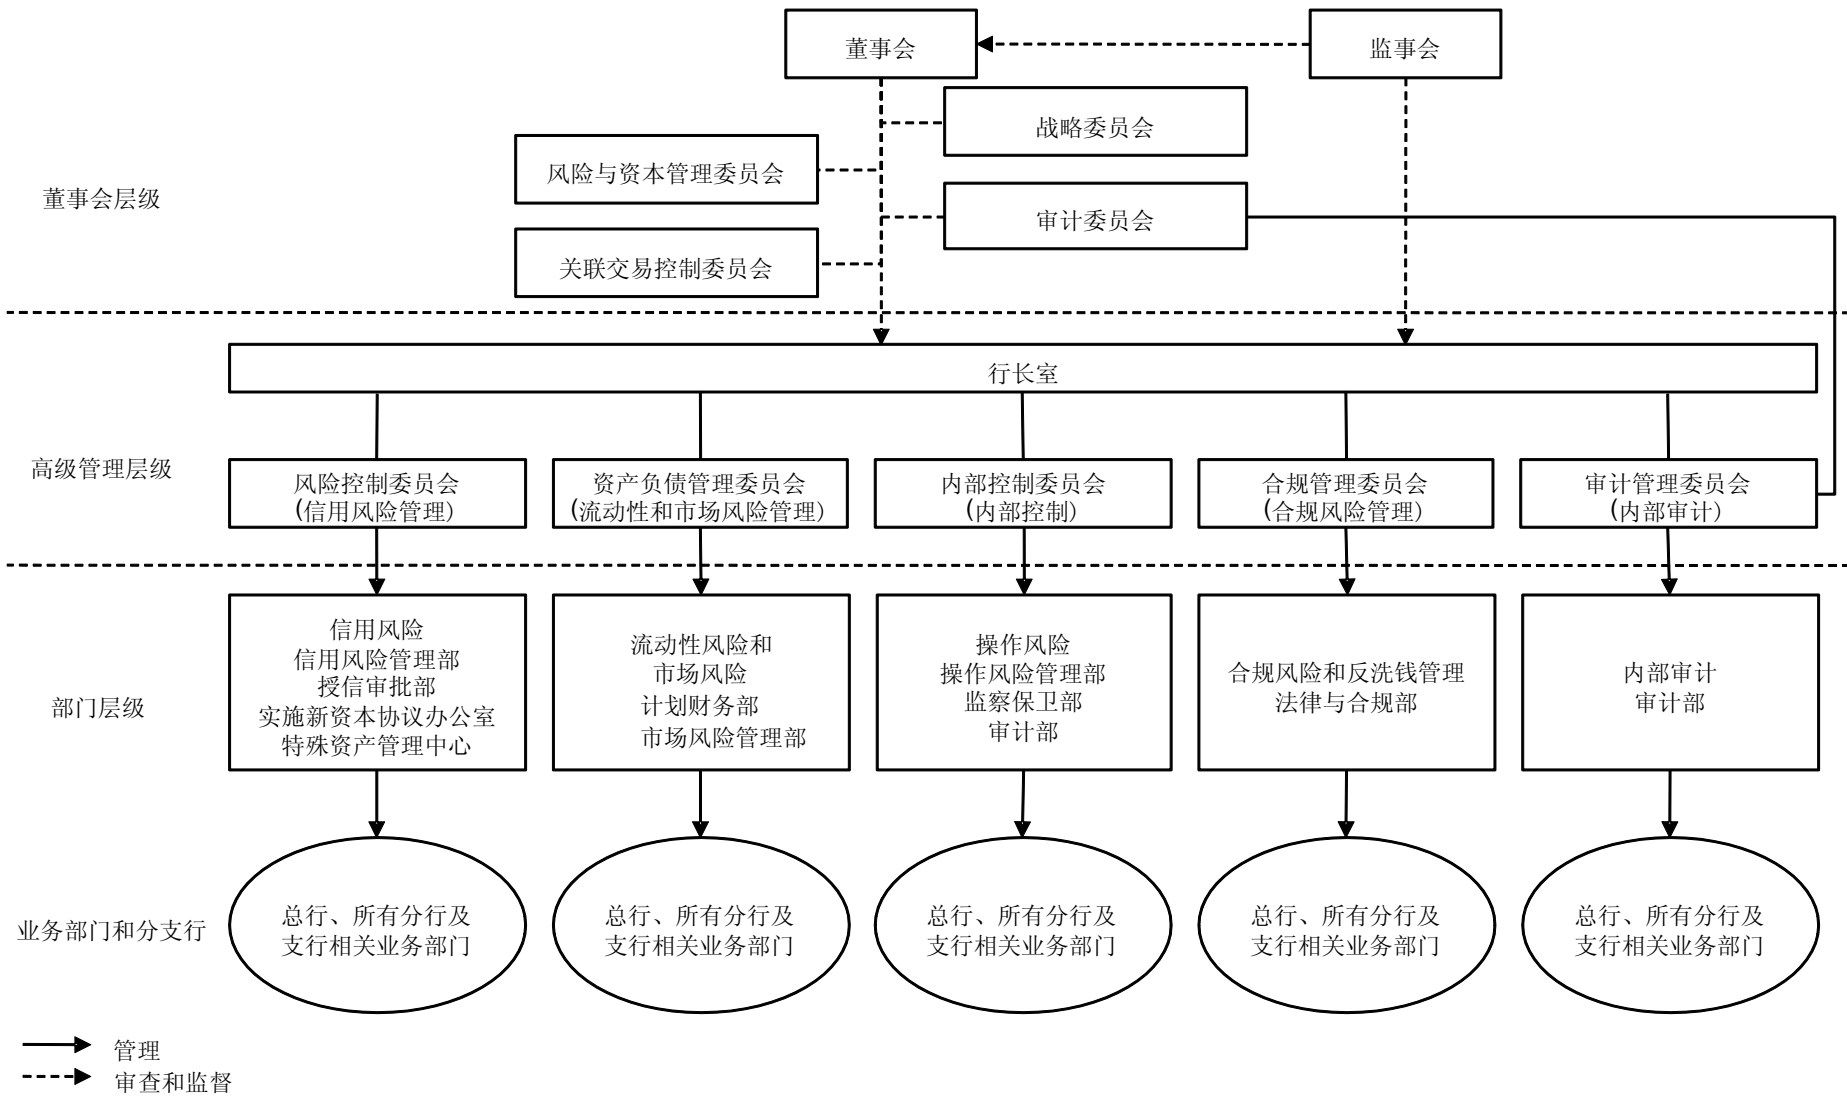 董事会
监事会
战略委员会
风险与资本管理委员会
董事会层级
审计委员会
关联交易控制委员会
行长室
高级管理层级
风险控制委员会
(信用风险管理)
资产负债管理委员会
(流动性和市场风险管理)
内部控制委员会
(内部控制)
合规管理委员会
(合规风险管理)
审计管理委员会
(内部审计)
部门层级
信用风险
信用风险管理部
授信审批部
实施新资本协议办公室
特殊资产管理中心
流动性风险和
市场风险
计划财务部
市场风险管理部
操作风险
操作风险管理部
监察保卫部
审计部
合规风险和反洗钱管理
法律与合规部
内部审计
审计部
业务部门和分支行
总行、所有分行及
支行相关业务部门
总行、所有分行及
支行相关业务部门
总行、所有分行及
支行相关业务部门
总行、所有分行及
支行相关业务部门
总行、所有分行及
支行相关业务部门
管理
审查和监督